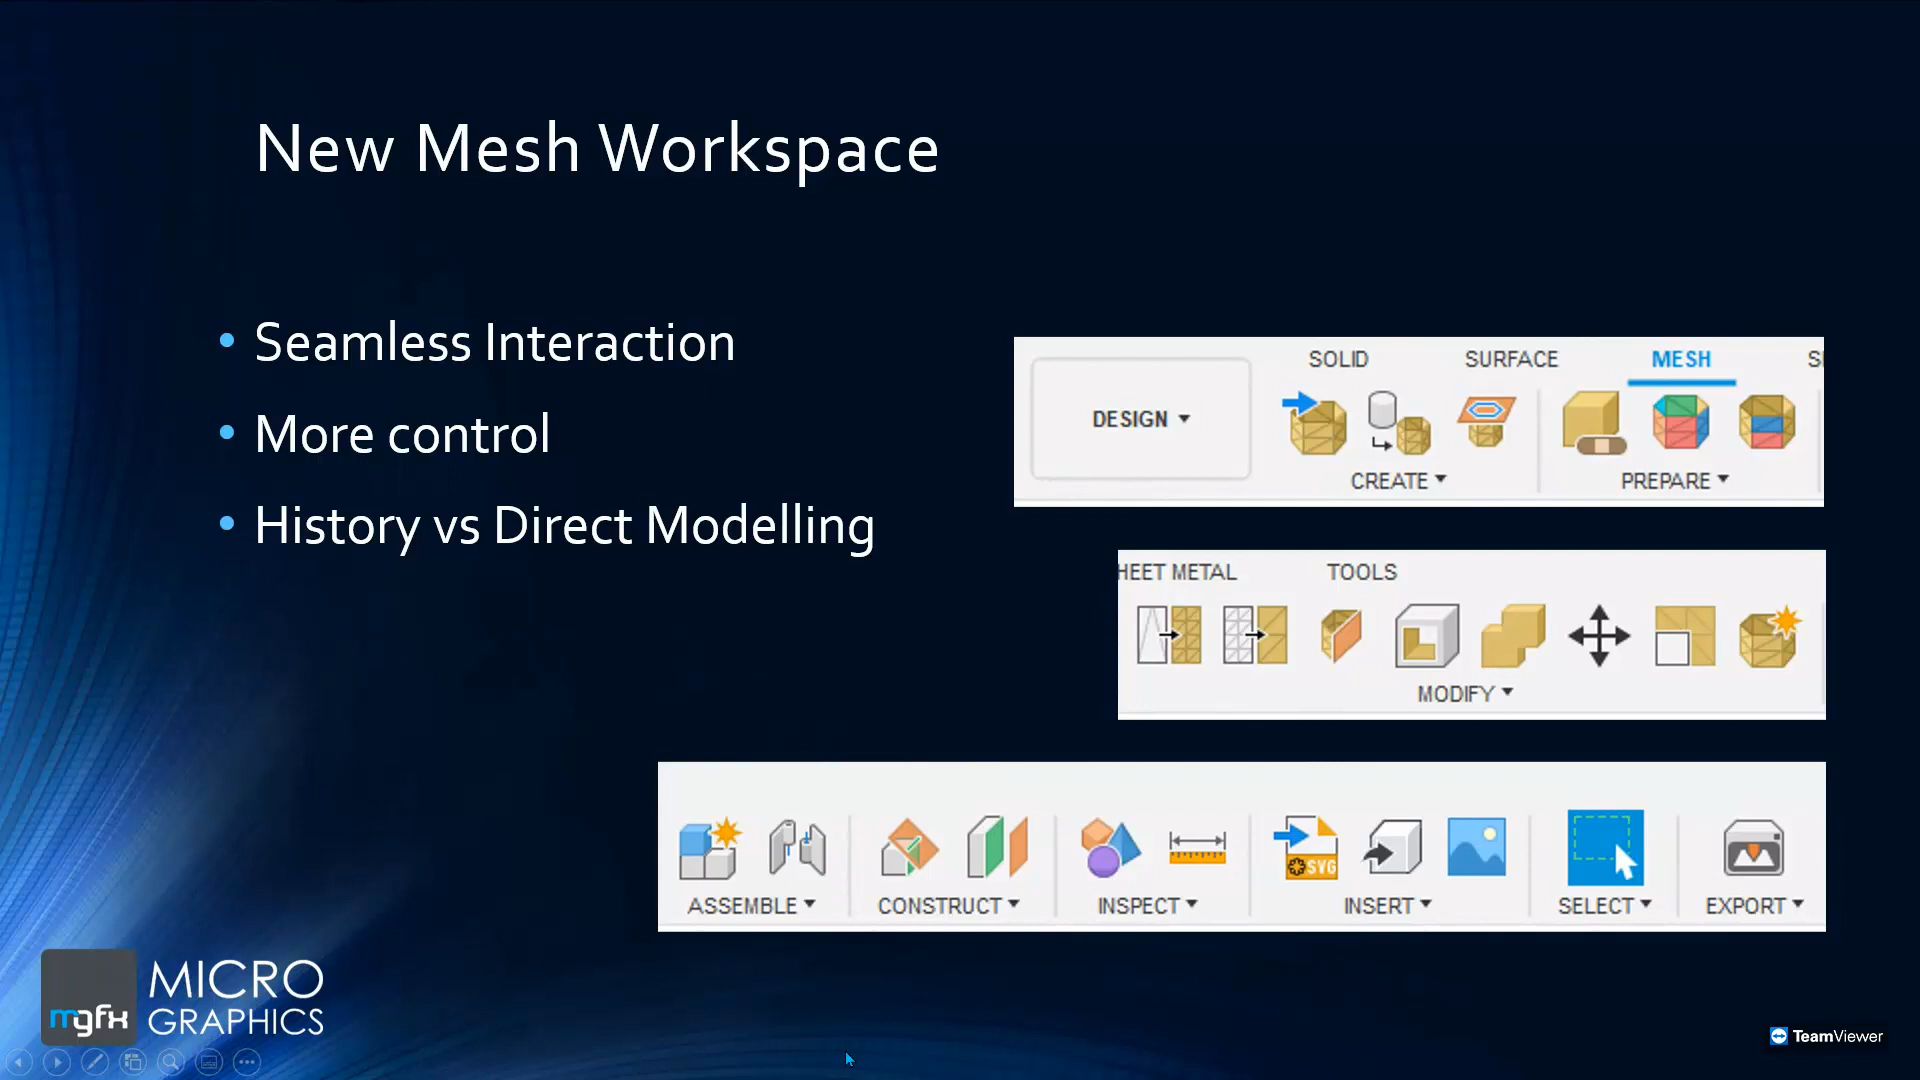 New Mesh Workspace
• Seamless Interaction
• More control
• History vs Direct Modelling
SOLID SURFACE MESH S
DESIGN
CREATE PREPARE
HEET METAL TOOLS
MODIFY
SVG
ASSEMBLE CONSTRUCT INSPECT INSERT SELECT EXPORT
mgfx
MICRO
GRAPHICS
TeamViewer